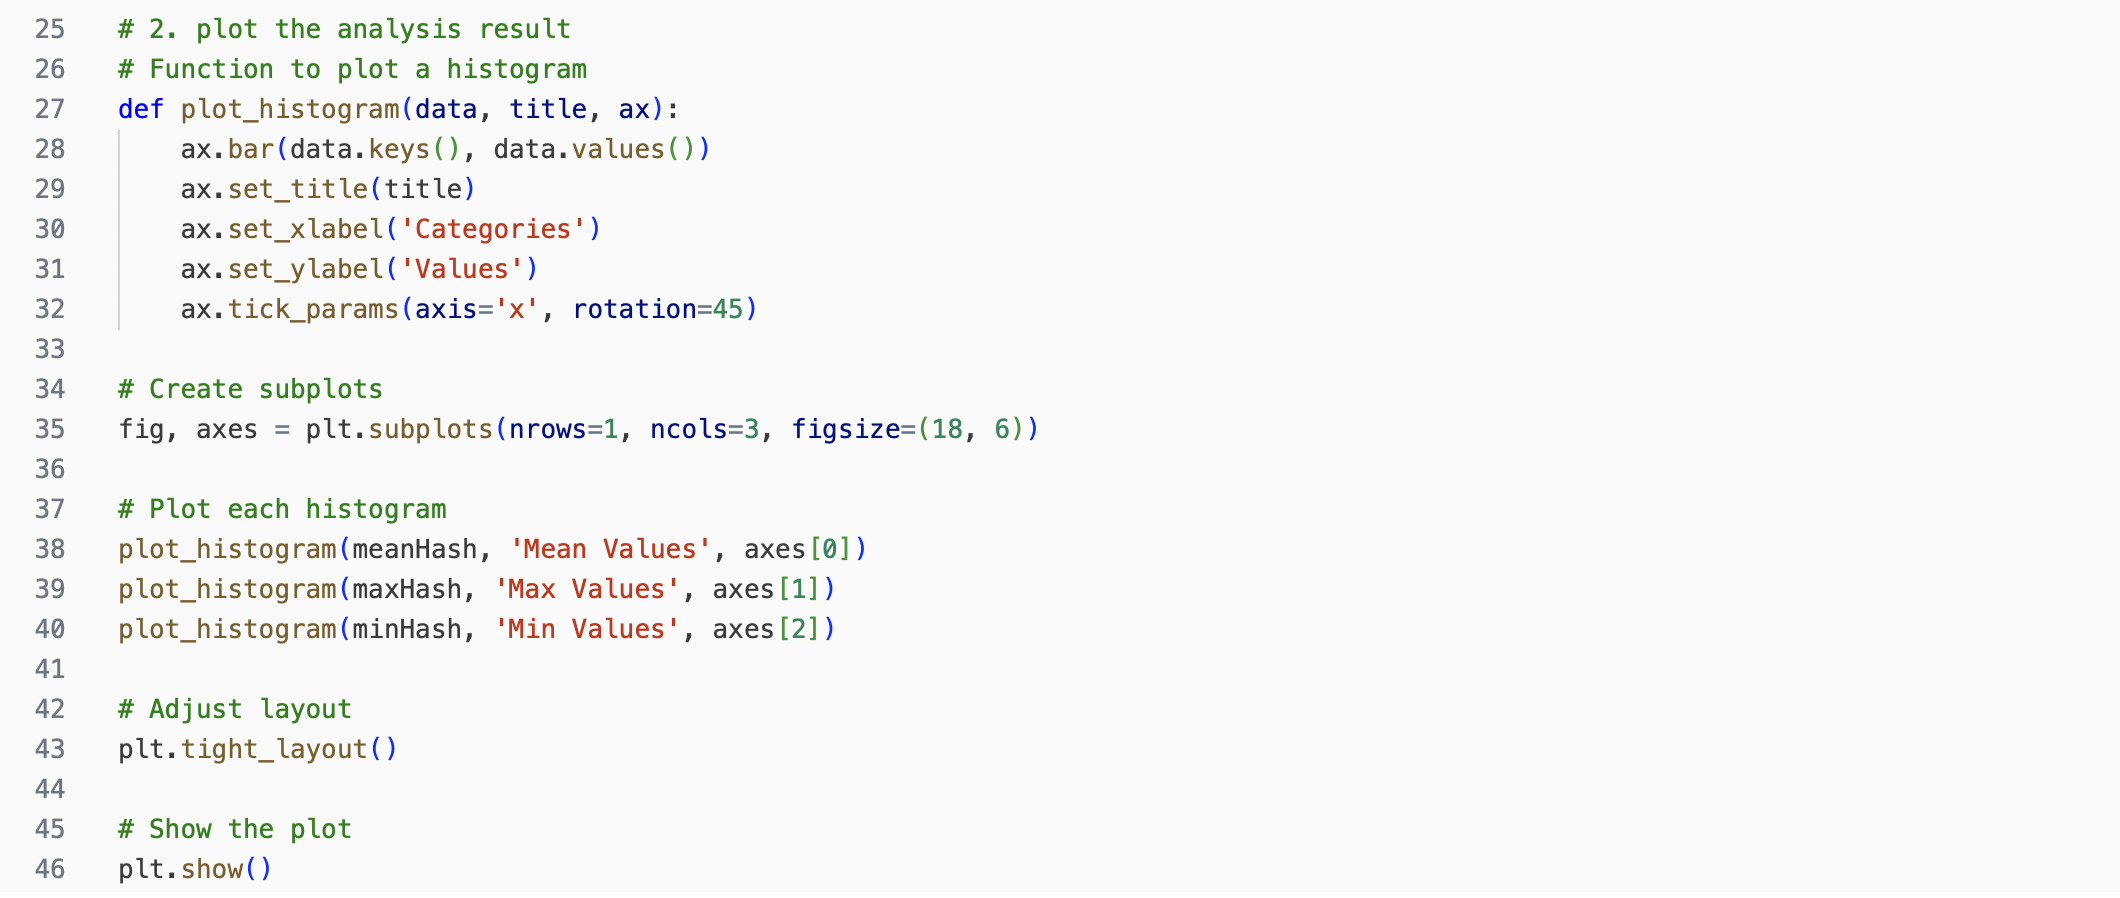 25 # 2. plot the analysis result
26 # Function to plot a histogram
27 def plot_histogram(data, title, ax):
28     ax.bar(data.keys(), data.values())
29     ax.set_title(title)
30     ax.set_xlabel('Categories')
31     ax.set_ylabel('Values')
32     ax.tick_params(axis='x', rotation=45)
33
34 # Create subplots
35 fig, axes = plt.subplots(nrows=1, ncols=3, figsize=(18, 6))
36
37 # Plot each histogram
38 plot_histogram(meanHash, 'Mean Values', axes[0])
39 plot_histogram(maxHash, 'Max Values', axes[1])
40 plot_histogram(minHash, 'Min Values', axes[2])
41
42 # Adjust layout
43 plt.tight_layout()
44
45 # Show the plot
46 plt.show()